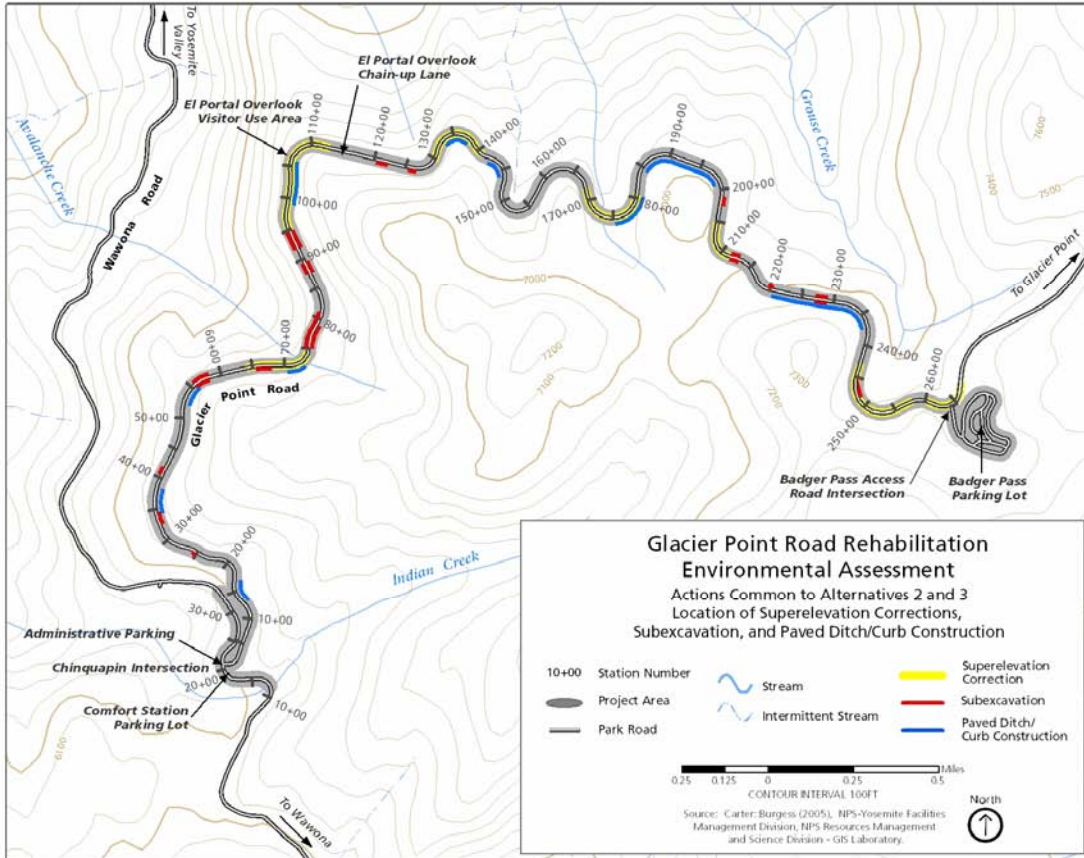 To Yosemite
Valley
El Portal Overlook
Chain-up Lane
El Portal Overlook
Visitor Use Area
Avalanche Creek
Wawona Road
Grouse Creek
110+00
120+00
130+00
140+00
150+00
160+00
170+00
80+00
190+00
200+00
210+00
220+00
230+00
240+00
250+00
260+00
100+00
90+00
80+00
70+00
60+00
50+00
40+00
30+00
20+00
10+00
30+00
20+00
10+00
7600
7500
7400
7300
7200
7000
7200
7100
6100
Glacier Point Road
To Glacier Point
Badger Pass Access
Road Intersection
Badger Pass
Parking Lot
Indian Creek
Administrative Parking
Chinquapin Intersection
Comfort Station
Parking Lot
To Wawona
Glacier Point Road Rehabilitation
Environmental Assessment
Actions Common to Alternatives 2 and 3
Location of Superelevation Corrections,
Subexcavation, and Paved Ditch/Curb Construction
10+00 Station Number
Project Area
Park Road
Stream
Intermittent Stream
Superelevation
Correction
Subexcavation
Paved Ditch/
Curb Construction
0.25 0.125 0 0.25 0.5
Miles
CONTOUR INTERVAL 100FT
Source: Carter:Burgess (2005), NPS-Yosemite Facilities
Management Division, NPS Resources Management
and Science Division - GIS Laboratory.
North